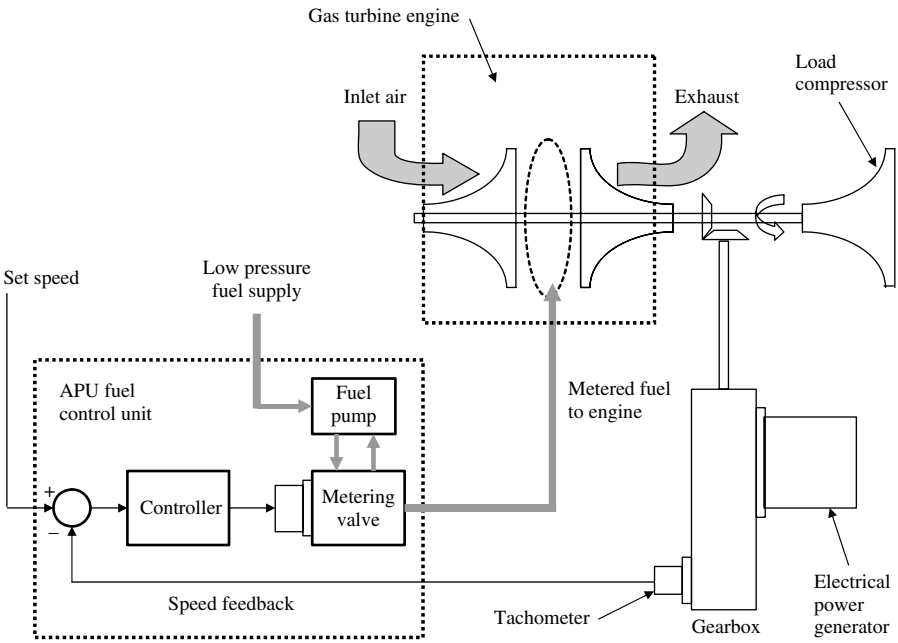 Gas turbine engine
Load
compressor
Inlet air
Exhaust
Set speed
Low pressure
fuel supply
APU fuel
control unit
Fuel
pump
Metered fuel
to engine
+
−
Controller
Metering
valve
Speed feedback
Tachometer
Gearbox
Electrical
power
generator